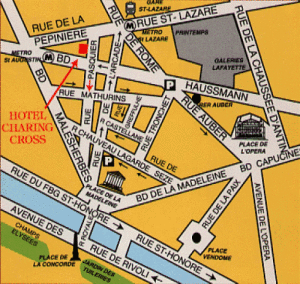 RUE DE LA
PEPINIERE
GARE
ST-LAZARE
RUE ST- LAZARE
METRO
ST LAZARE
PRINTEMPS
METRO
ST AUGUSTIN
BD
PASQUIER
L'ARCADE
RUE
DE ROME
GALERIES
LAFAYETTE
RUE DE LA CHAUSSEE D'ANTIN
P
HAUSSMANN
RUE MATHURINS
HOTEL
CHARING
CROSS
BD
MALESHERBES
R CASTELLANE
R CHAUVEAU LAGARDE
RUE
TRONCHET
RUE AUBER
RER AUBER
PLACE DE
L'OPERA
RUE DE
SEZE
P
PLACE DE LA
MADELEINE
BD DE LA MADELEINE
BD CAPUCINES
RUE DU FBG ST-HONORE
R ROYALE
RUE DE LA PAIX
AVENUE DE
L'OPERA
AVENUE DES
CHAMPS
ELYSEES
RUE ST-HONORE
PLACE
VENDOME
PLACE
DE LA CONCORDE
RUE DE RIVOLI
JARDIN DES
TUILERIES